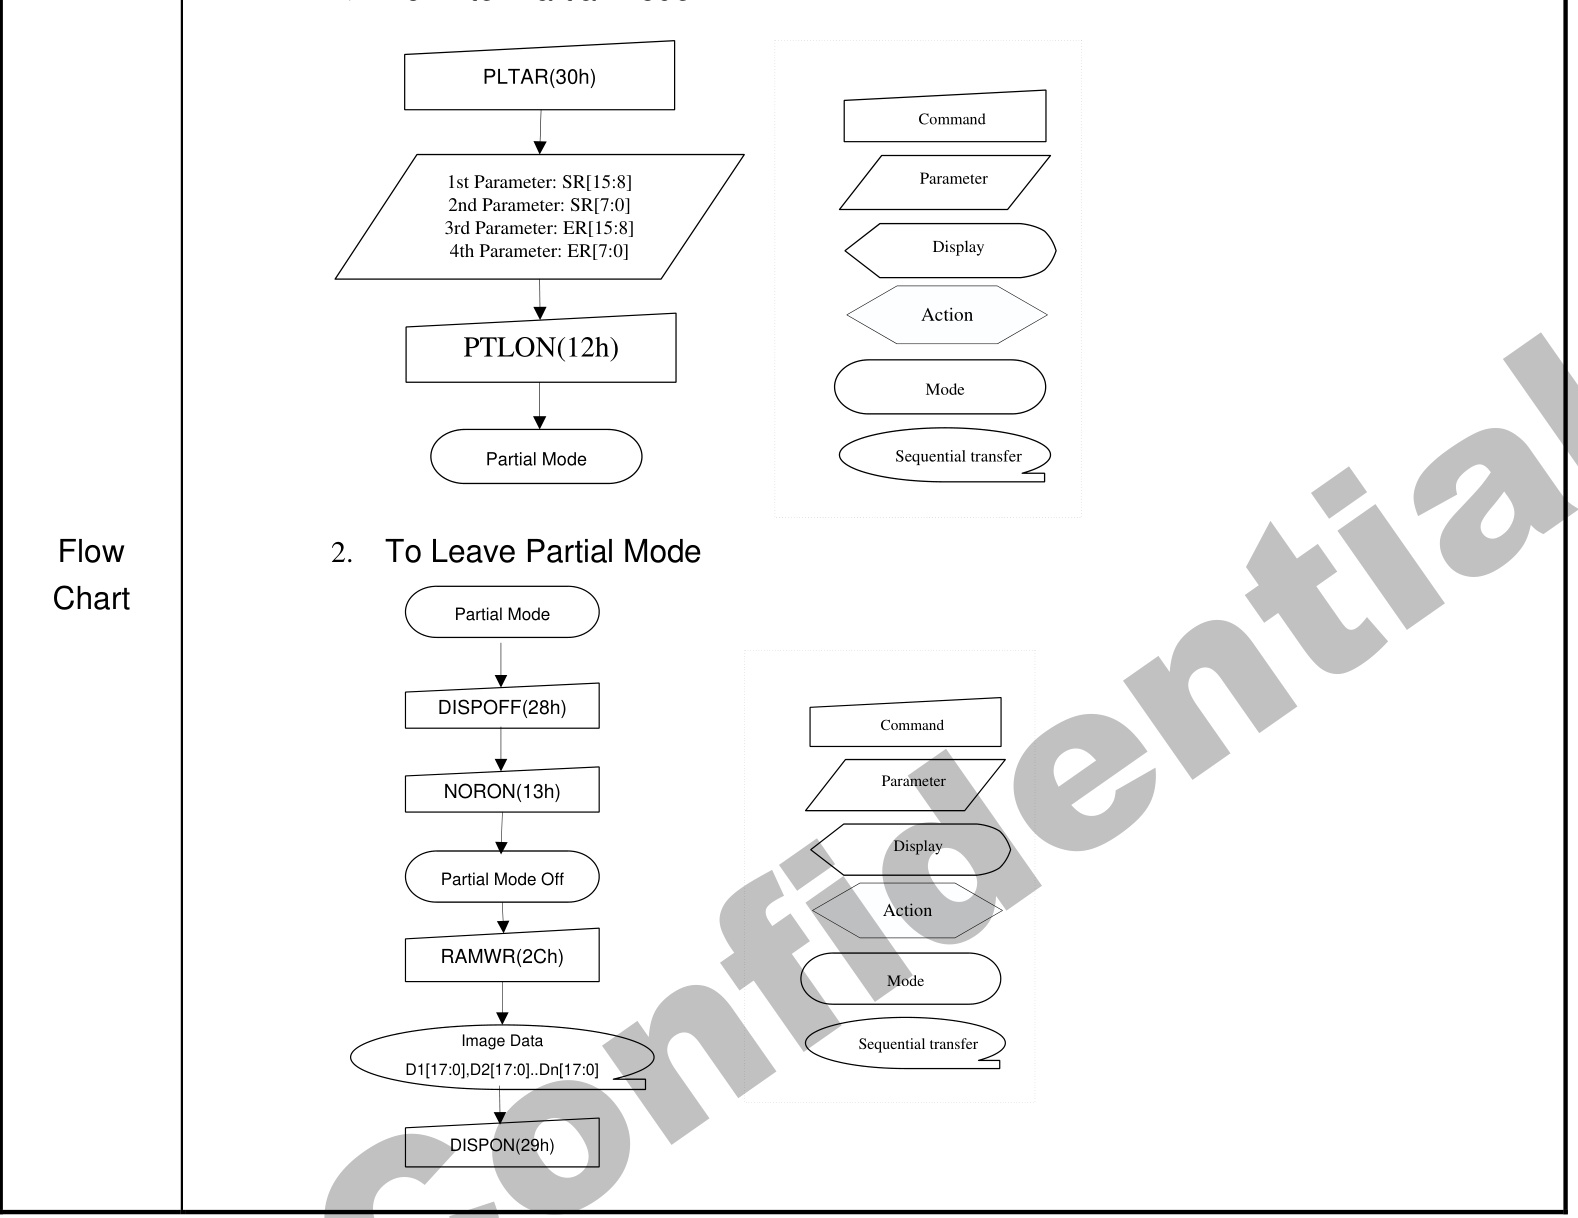 PLTAR(30h)
1st Parameter: SR[15:8]
2nd Parameter: SR[7:0]
3rd Parameter: ER[15:8]
4th Parameter: ER[7:0]
PTLON(12h)
Partial Mode
Command
Parameter
Display
Action
Mode
Sequential transfer
Flow
Chart
2. To Leave Partial Mode
Partial Mode
DISPOFF(28h)
NORON(13h)
Partial Mode Off
RAMWR(2Ch)
Image Data
D1[17:0],D2[17:0]..Dn[17:0]
DISPON(29h)
Command
Parameter
Display
Action
Mode
Sequential transfer
Confidential